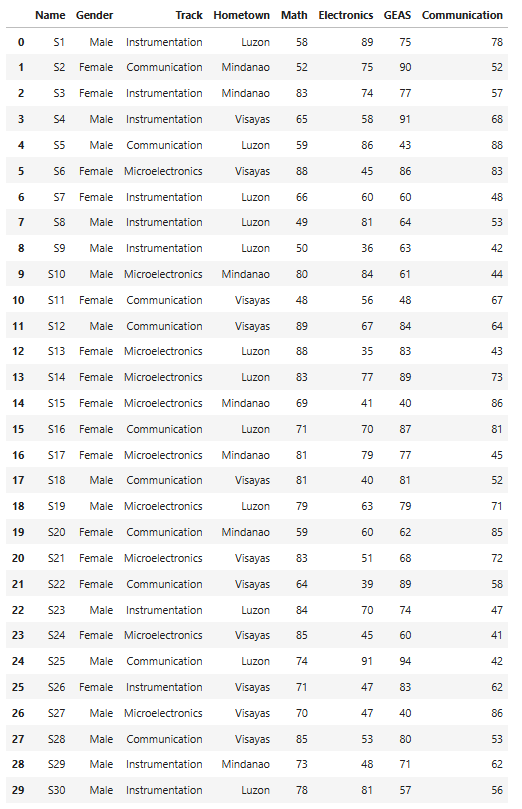 Name Gender Track Hometown Math Electronics GEAS Communication
0 S1 Male Instrumentation Luzon 58 89 75 78
1 S2 Female Communication Mindanao 52 75 90 52
2 S3 Female Instrumentation Mindanao 83 74 77 57
3 S4 Male Instrumentation Visayas 65 58 91 68
4 S5 Male Communication Luzon 59 86 43 88
5 S6 Female Microelectronics Visayas 88 45 86 83
6 S7 Female Instrumentation Luzon 66 60 60 48
7 S8 Male Instrumentation Luzon 49 81 64 53
8 S9 Male Instrumentation Luzon 50 36 63 42
9 S10 Male Microelectronics Mindanao 80 84 61 44
10 S11 Female Communication Visayas 48 56 48 67
11 S12 Male Communication Visayas 89 67 84 64
12 S13 Female Microelectronics Luzon 88 35 83 43
13 S14 Female Microelectronics Luzon 83 77 89 73
14 S15 Female Microelectronics Mindanao 69 41 40 86
15 S16 Female Communication Luzon 71 70 87 81
16 S17 Female Microelectronics Mindanao 81 79 77 45
17 S18 Male Communication Visayas 81 40 81 52
18 S19 Male Microelectronics Luzon 79 63 79 71
19 S20 Female Communication Mindanao 59 60 62 85
20 S21 Female Microelectronics Visayas 83 51 68 72
21 S22 Female Communication Visayas 64 39 89 58
22 S23 Male Instrumentation Luzon 84 70 74 47
23 S24 Female Microelectronics Visayas 85 45 60 41
24 S25 Male Communication Luzon 74 91 94 42
25 S26 Female Instrumentation Visayas 71 47 83 62
26 S27 Male Microelectronics Visayas 70 47 40 86
27 S28 Male Communication Visayas 85 53 80 53
28 S29 Male Instrumentation Mindanao 73 48 71 62
29 S30 Male Instrumentation Luzon 78 81 57 56